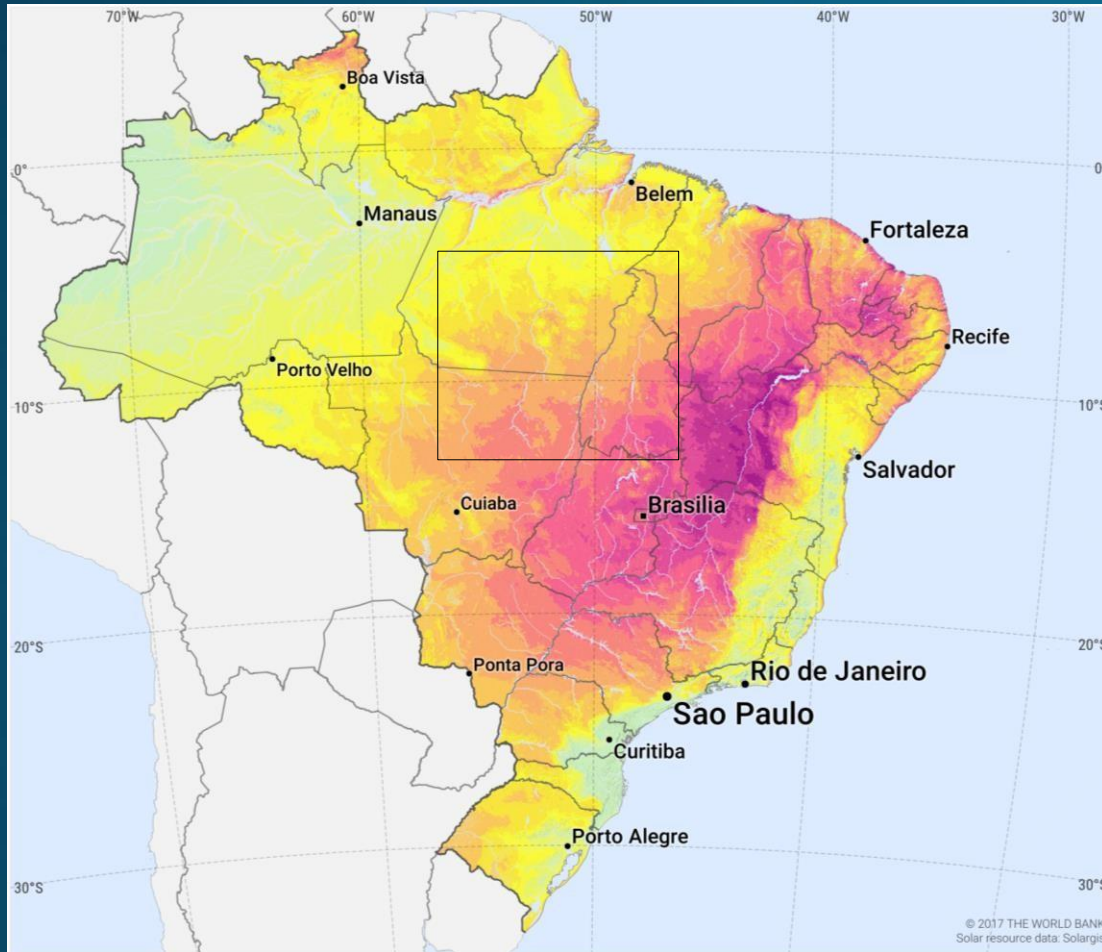 70°W 60°W 50°W 40°W 30°W
Boa Vista
0° 0
Belem
Manaus
Fortaleza
Recife
Porto Velho
10°S 10°S
Salvador
Cuiaba
Brasilia
20°S 20°S
Ponta Pora
Rio de Janeiro
Sao Paulo
Curitiba
Porto Alegre
30°S 30°S
© 2017 THE WORLD BANK
Solar resource data: Solargis